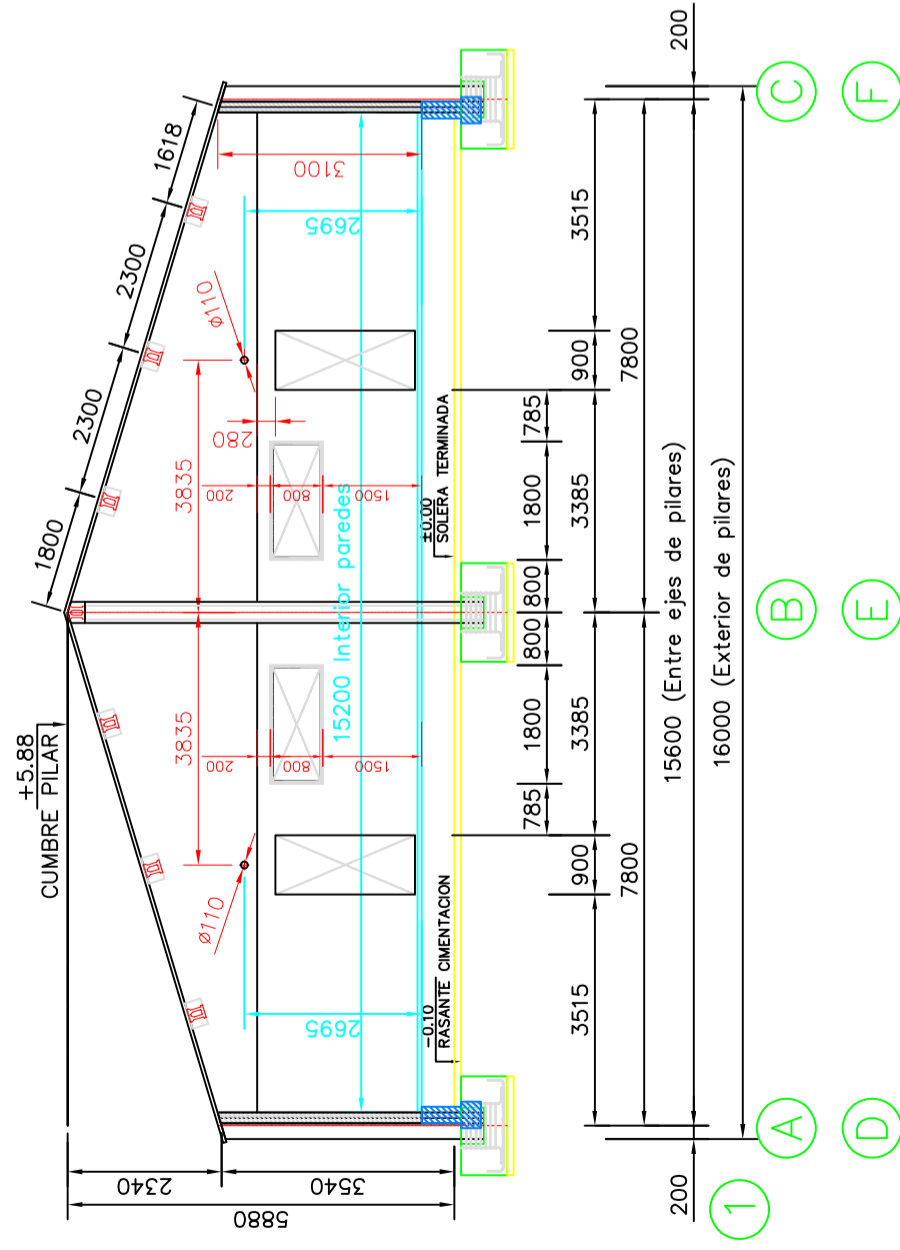 +5.88
CUMBRE PILAR
1800
2300
2300
1618
3835
3835
Ø110
ϕ110
2340
3540
5880
2695
2695
3100
280
200
800
1500
200
800
1500
15200 Interior paredes
-0.10
RASANTE CIMENTACION
±0.00
SOLERA TERMINADA
785
1800
800
800
1800
785
3515
900
3385
3385
900
3515
7800
7800
15600 (Entre ejes de pilares)
200
16000 (Exterior de pilares)
200
1
A
B
C
D
E
F